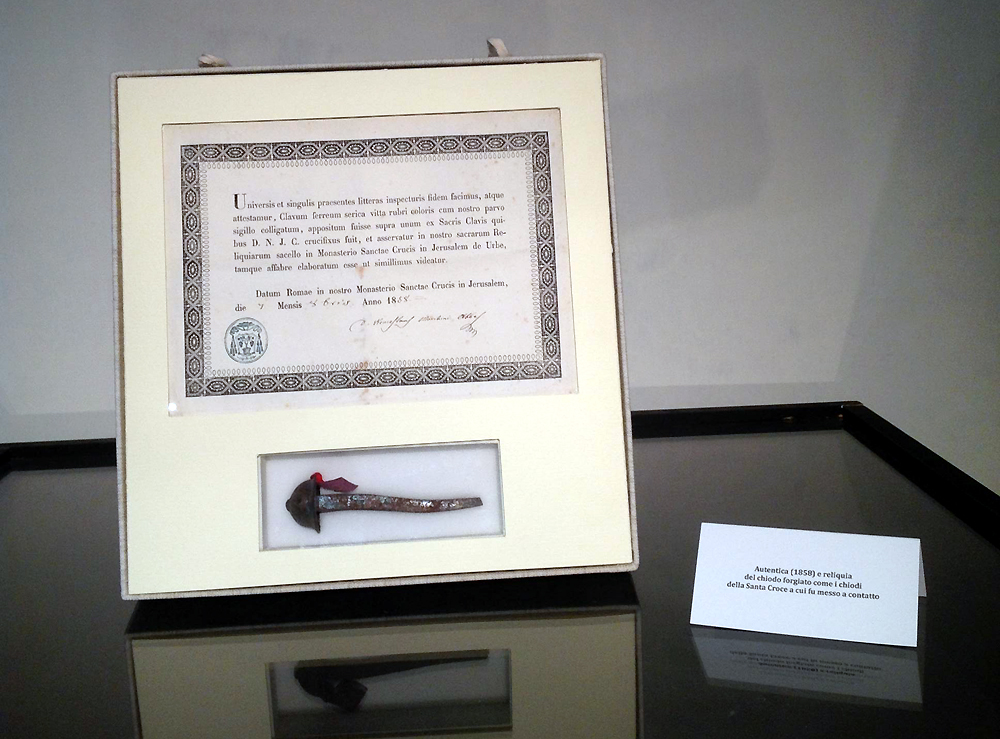 Universis et singulis praesentes litteras inspecturis fidem facimus, atque
attestamur, Clavum ferreum serica vitta rubri coloris cum nostro parvo
sigillo colligatum, appositum fuisse supra unum ex Sacris Clavis qui-
bus D. N. J. C. crucifixus fuit, et asservatur in nostro sacrarum Re-
liquiarum sacello in Monasterio Sanctae Crucis in Jerusalem de Urbe,
tamque affabre elaboratum esse ut simillimus videatur.
Datum Romae in nostro Monasterio Sanctae Crucis in Jerusalem,
die Mensis Anno 1858
Autentica (1858) e reliquia
del chiodo forgiato come i chiodi
della Santa Croce a cui fu messo a contatto